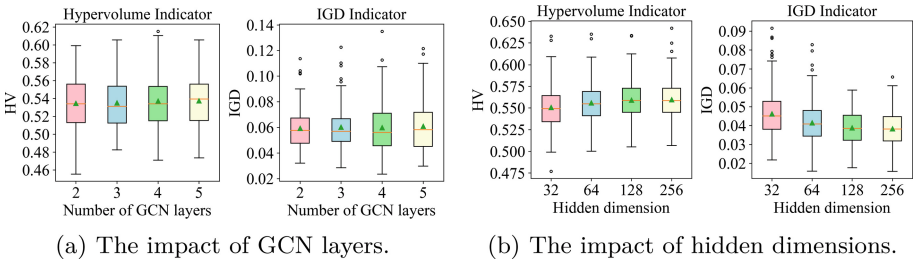 Hypervolume Indicator
HV
0.62
0.60
0.58
0.56
0.54
0.52
0.50
0.48
0.46
2 3 4 5
Number of GCN layers
IGD Indicator
IGD
0.14
0.12
0.10
0.08
0.06
0.04
0.02
2 3 4 5
Number of GCN layers
(a) The impact of GCN layers.
Hypervolume Indicator
HV
0.650
0.625
0.600
0.575
0.550
0.525
0.500
0.475
32 64 128 256
Hidden dimension
IGD Indicator
IGD
0.09
0.08
0.07
0.06
0.05
0.04
0.03
0.02
32 64 128 256
Hidden dimension
(b) The impact of hidden dimensions.